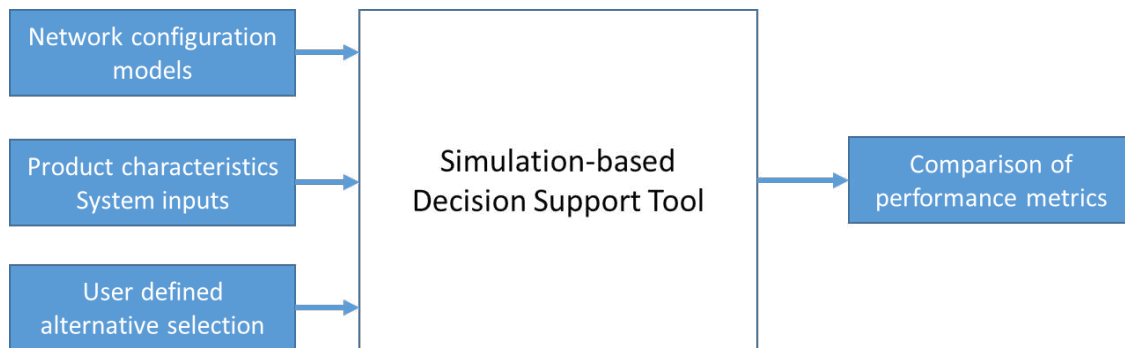 Network configuration
models
Product characteristics
System inputs
User defined
alternative selection
Simulation-based
Decision Support Tool
Comparison of
performance metrics